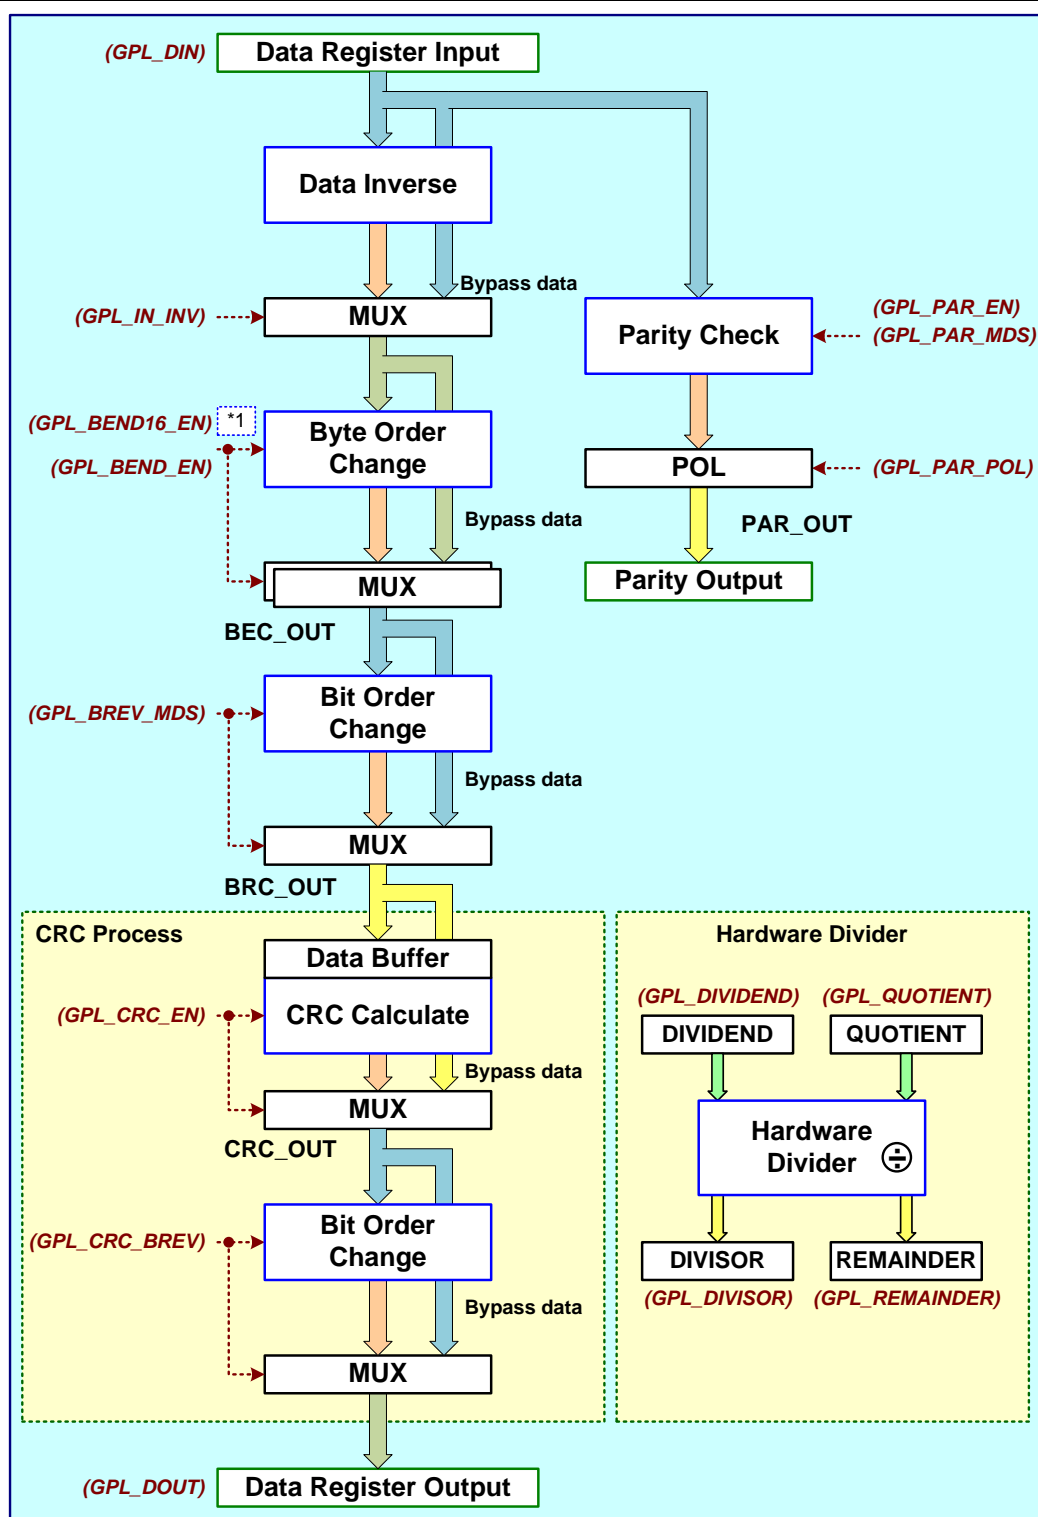 (GPL_DIN)
Data Register Input
Data Inverse
Bypass data
(GPL_IN_INV)
MUX
Parity Check
(GPL_PAR_EN)
(GPL_PAR_MDS)
(GPL_BEND16_EN)
*1
(GPL_BEND_EN)
Byte Order
Change
POL
(GPL_PAR_POL)
Bypass data
PAR_OUT
MUX
Parity Output
BEC_OUT
Bit Order
Change
(GPL_BREV_MDS)
Bypass data
MUX
BRC_OUT
CRC Process
Data Buffer
(GPL_CRC_EN)
CRC Calculate
Bypass data
MUX
CRC_OUT
Bit Order
Change
(GPL_CRC_BREV)
Bypass data
MUX
Hardware Divider
(GPL_DIVIDEND)
(GPL_QUOTIENT)
DIVIDEND
QUOTIENT
Hardware
Divider
DIVISOR
REMAINDER
(GPL_DIVISOR)
(GPL_REMAINDER)
(GPL_DOUT)
Data Register Output